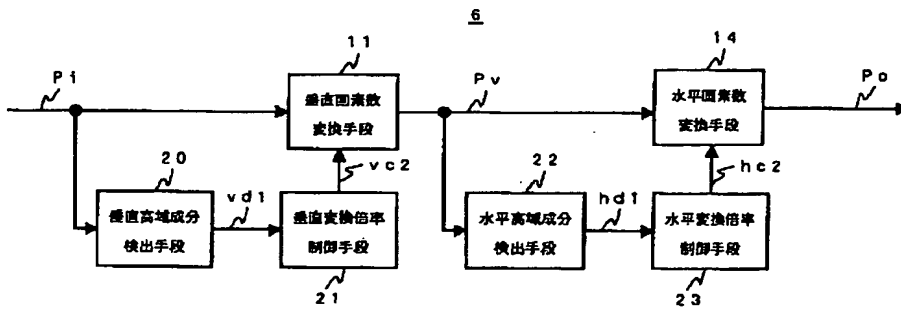 6
11
14
Pi
垂直画素数
変換手段
Pv
水平画素数
変換手段
Po
20
vc2
22
hc2
垂直高域成分
検出手段
vd1
垂直変換倍率
制御手段
水平高域成分
検出手段
hd1
水平変換倍率
制御手段
21
23